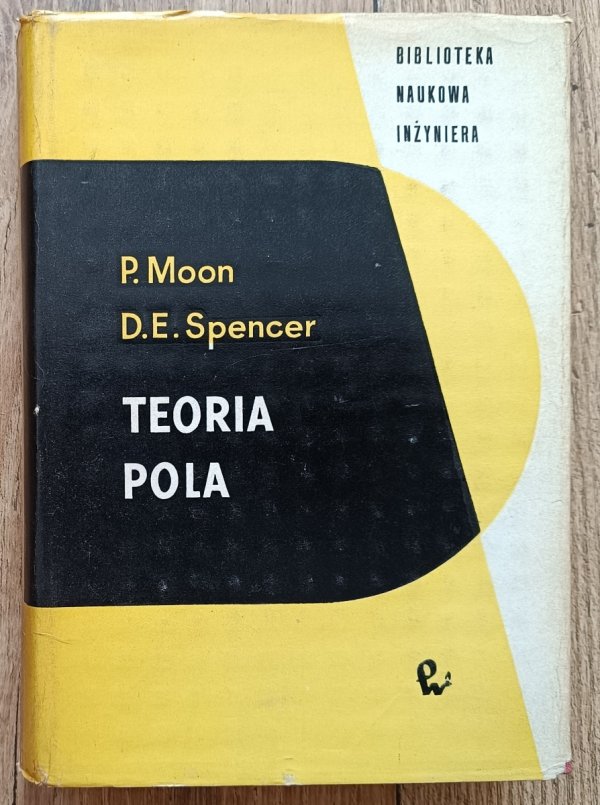 BIBLIOTEKA
NAUKOWA
INŻYNIERA
P. Moon
D.E. Spencer
TEORIA
POLA